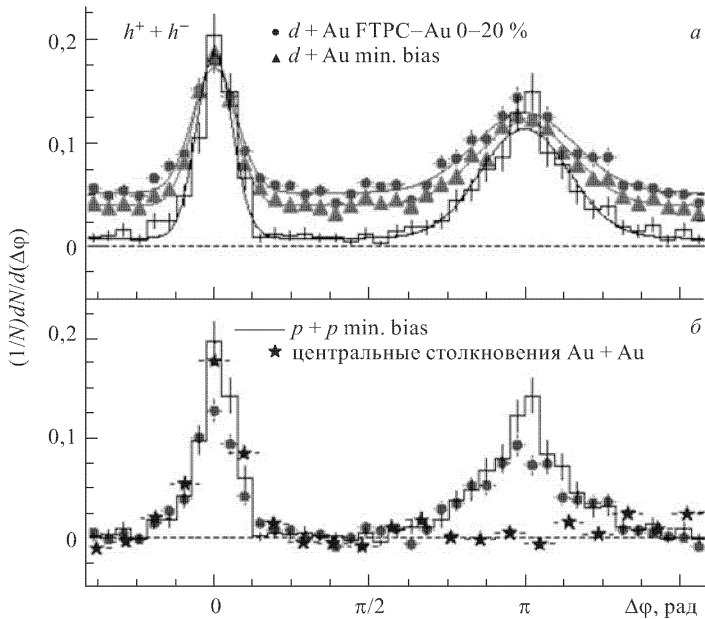 h⁺ + h⁻
d + Au FTPC–Au 0–20 %
d + Au min. bias
а
0,2
0,1
0
(1/N)dN/d(Δφ)
p + p min. bias
центральные столкновения Au + Au
б
0,2
0,1
0
0 π/2 π Δφ, рад